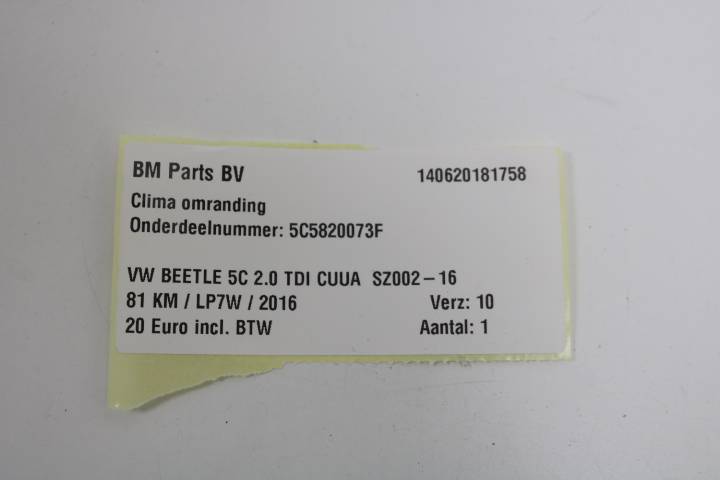 BM Parts BV 140620181758
Clima omranding
Onderdeelnummer: 5C5820073F
VW BEETLE 5C 2.0 TDI CUUA SZ002-16
81 KM / LP7W / 2016 Verz: 10
20 Euro incl. BTW Aantal: 1